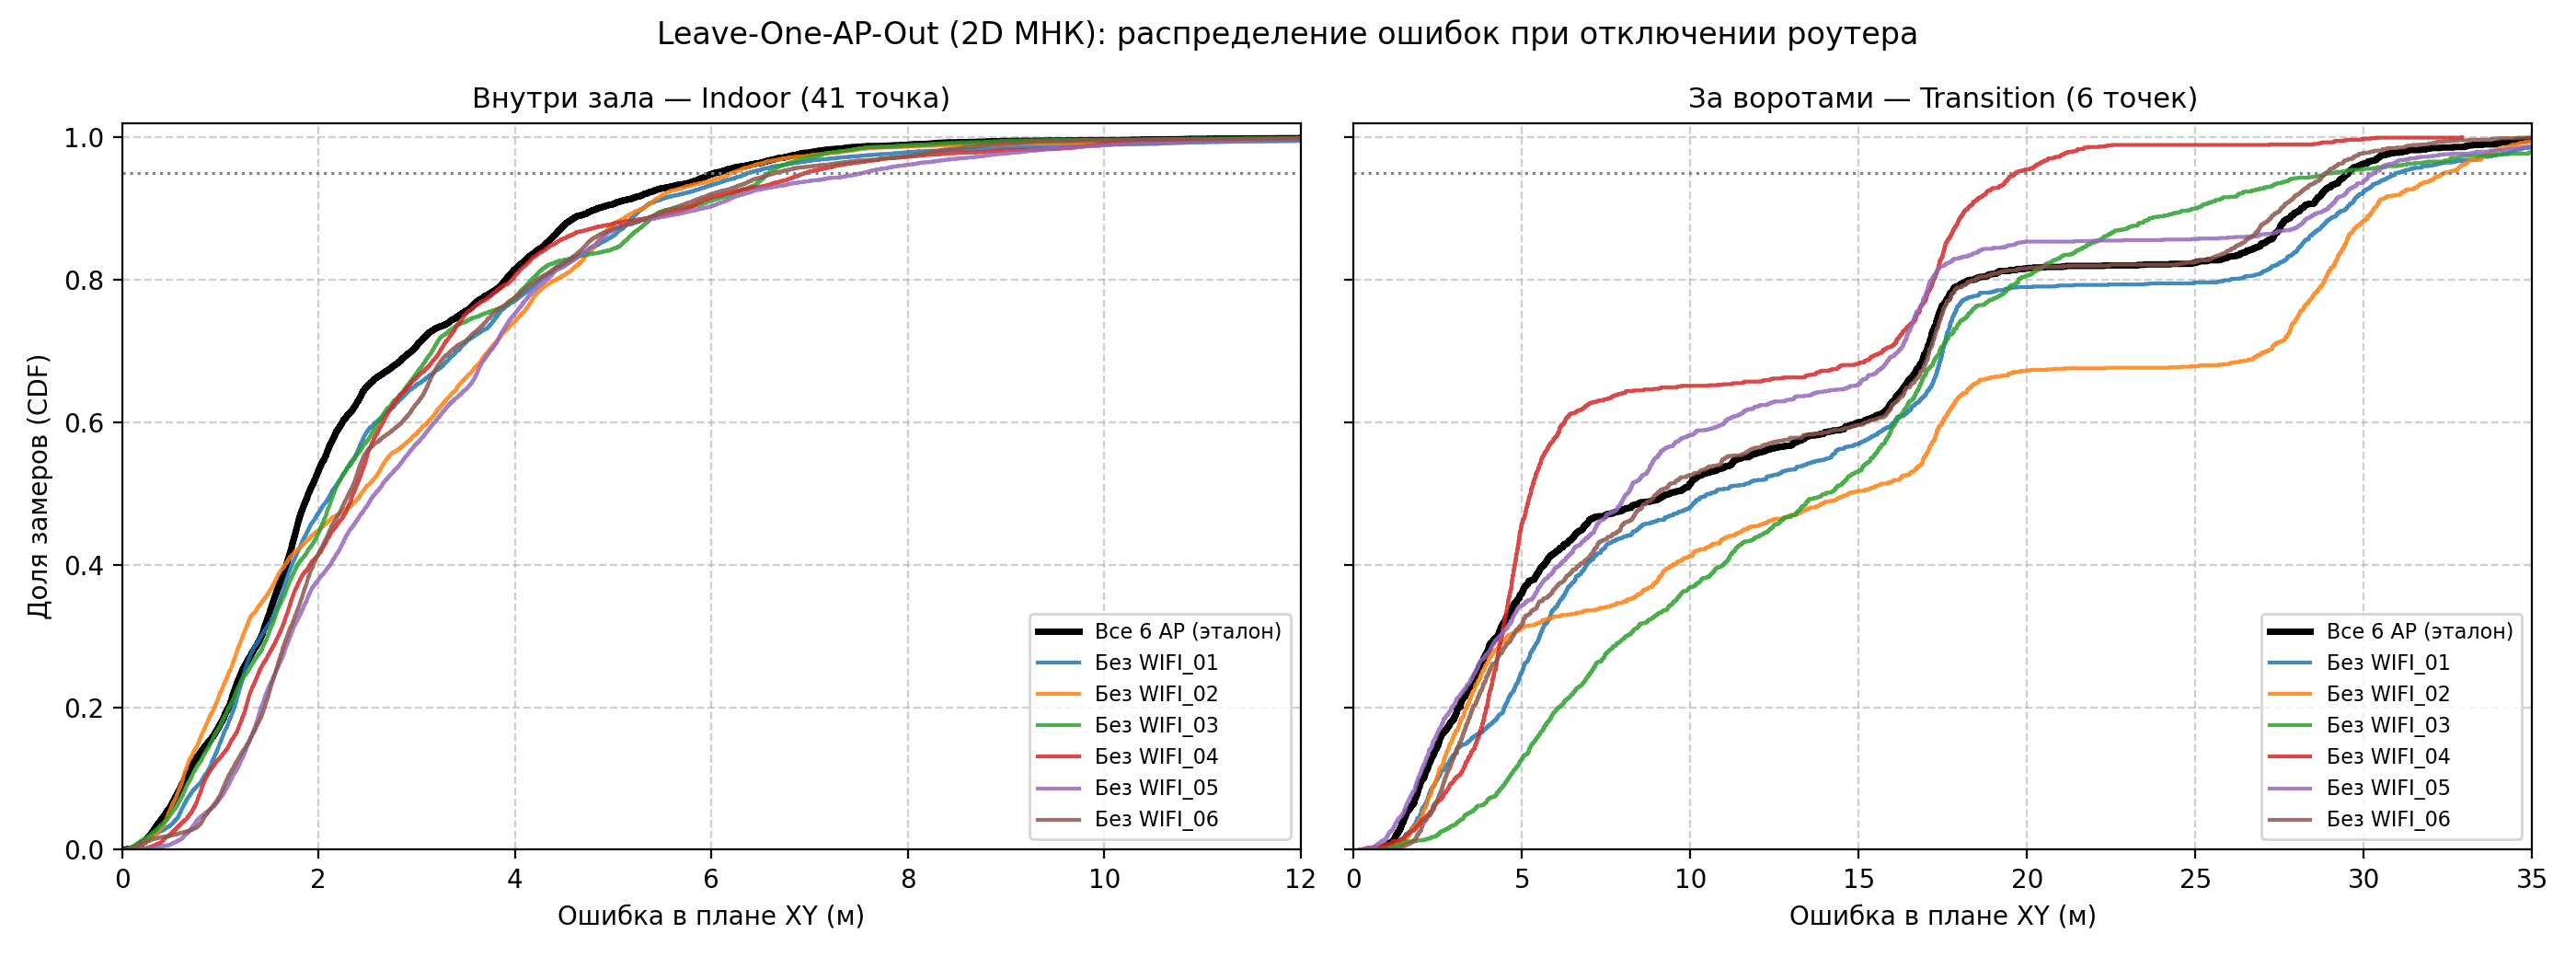 Leave-One-AP-Out (2D МНК): распределение ошибок при отключении роутера
Внутри зала — Indoor (41 точка)
Доля замеров (CDF)
1.0
0.8
0.6
0.4
0.2
0.0
0 2 4 6 8 10 12
Ошибка в плане XY (м)
Все 6 AP (эталон)
Без WIFI_01
Без WIFI_02
Без WIFI_03
Без WIFI_04
Без WIFI_05
Без WIFI_06
За воротами — Transition (6 точек)
0 5 10 15 20 25 30 35
Ошибка в плане XY (м)
Все 6 AP (эталон)
Без WIFI_01
Без WIFI_02
Без WIFI_03
Без WIFI_04
Без WIFI_05
Без WIFI_06